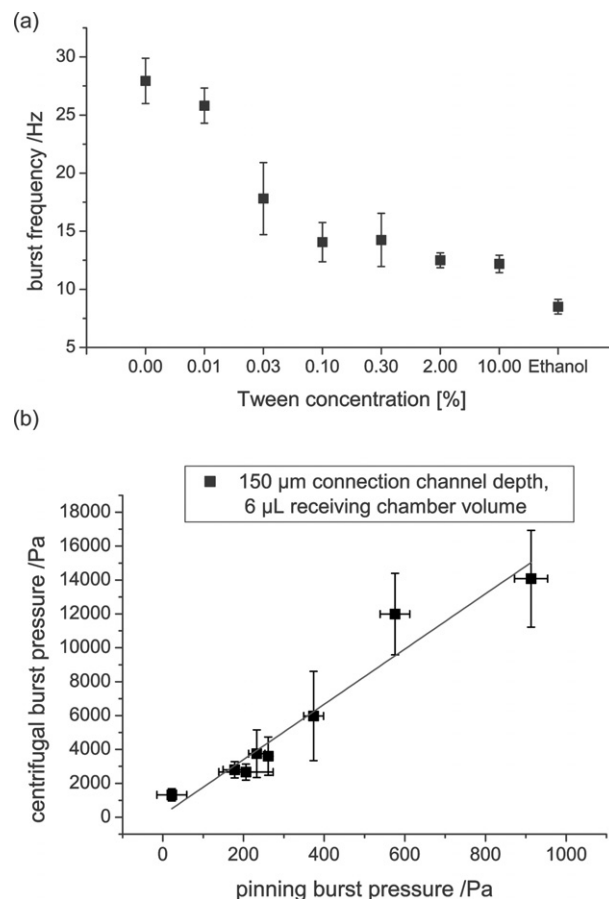 (a)
burst frequency /Hz
30
25
20
15
10
5
0.00 0.01 0.03 0.10 0.30 2.00 10.00 Ethanol
Tween concentration [%]
(b)
150 µm connection channel depth,
6 µL receiving chamber volume
centrifugal burst pressure /Pa
18000
16000
14000
12000
10000
8000
6000
4000
2000
0
0 200 400 600 800 1000
pinning burst pressure /Pa